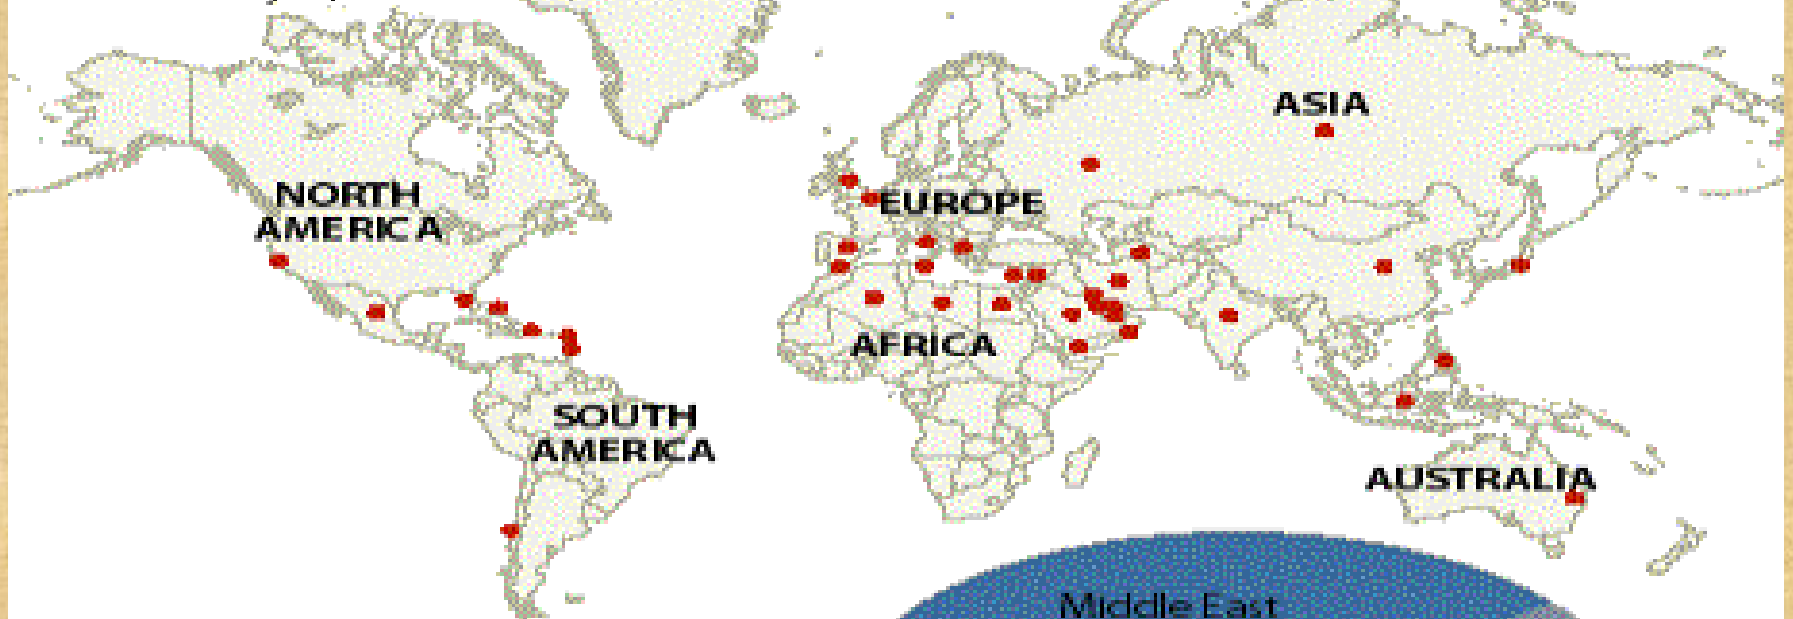 ASIA
NORTH
AMERICA
EUROPE
AFRICA
SOUTH
AMERICA
AUSTRALIA
Middle East